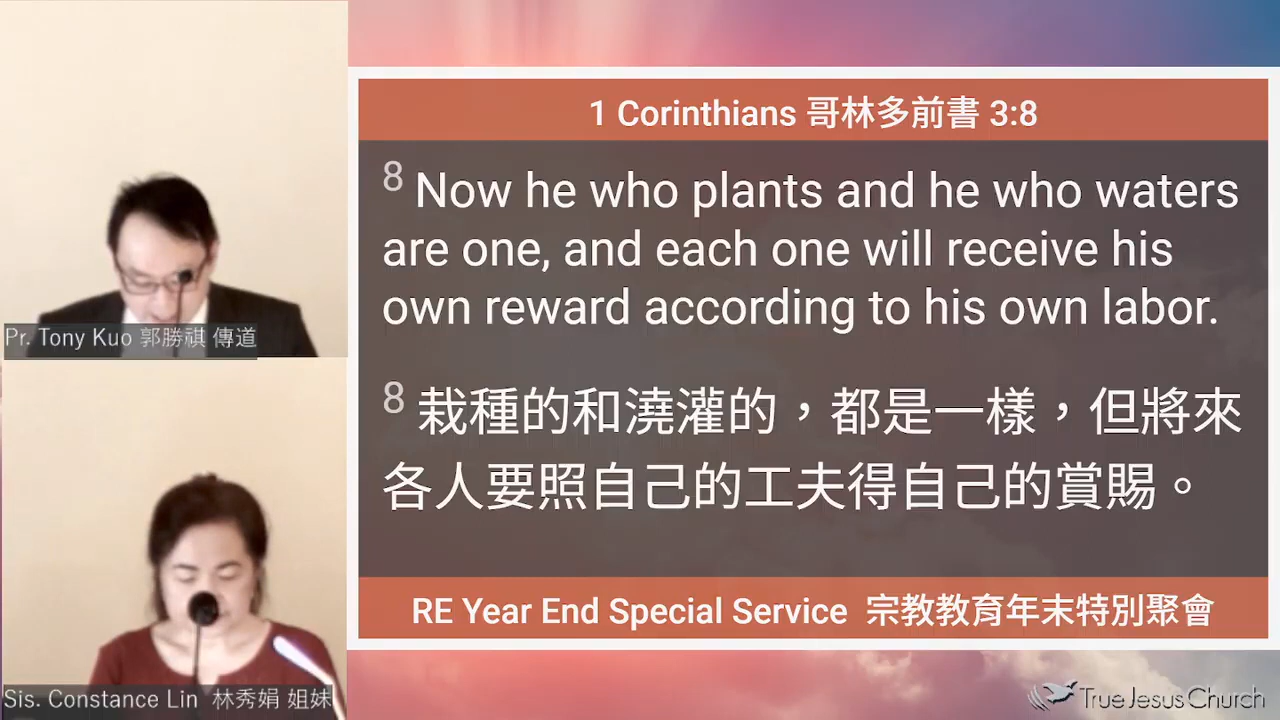 1 Corinthians 哥林多前書 3:8
8 Now he who plants and he who waters
are one, and each one will receive his
own reward according to his own labor.
8 栽種的和澆灌的，都是一樣，但將來
各人要照自己的工夫得自己的賞賜。
RE Year End Special Service 宗教教育年末特別聚會
Pr. Tony Kuo 郭勝祺 傳道
Sis. Constance Lin 林秀娟 姐妹
True Jesus Church